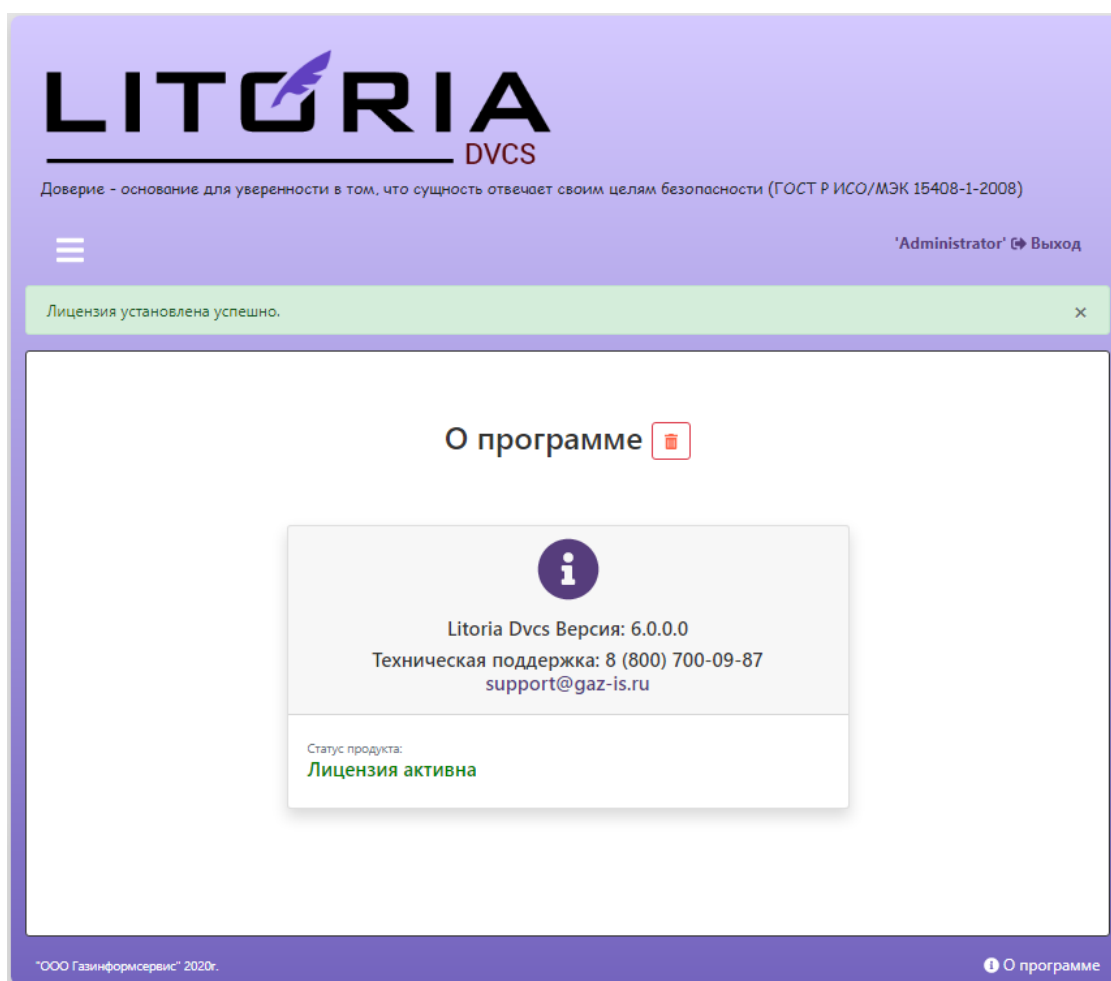 LITORIA
DVCS
Доверие - основание для уверенности в том, что сущность отвечает своим целям безопасности (ГОСТ Р ИСО/МЭК 15408-1-2008)
'Administrator' Выход
Лицензия установлена успешно. ×
О программе
Litoria Dvcs Версия: 6.0.0.0
Техническая поддержка: 8 (800) 700-09-87
support@gaz-is.ru
Статус продукта:
Лицензия активна
"ООО Газинформсервис" 2020г. О программе